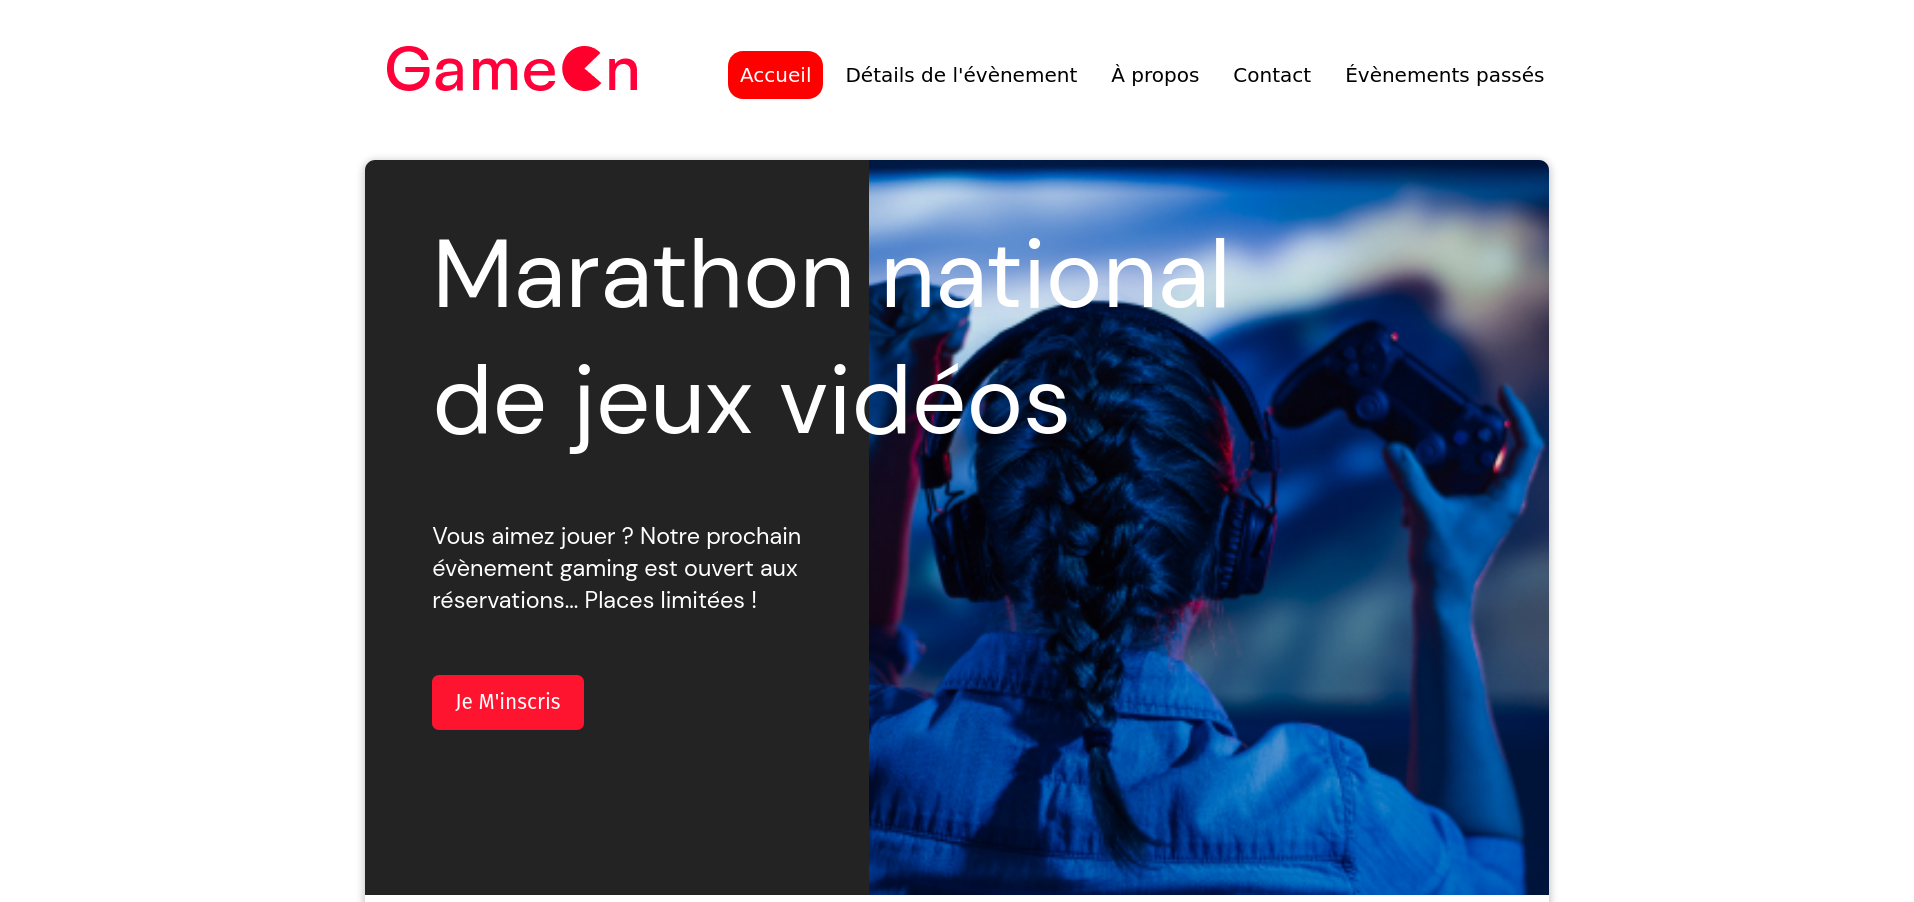 GameOn
Accueil Détails de l'évènement À propos Contact Évènements passés
Marathon national
de jeux vidéos
Vous aimez jouer ? Notre prochain
évènement gaming est ouvert aux
réservations... Places limitées !
Je M'inscris